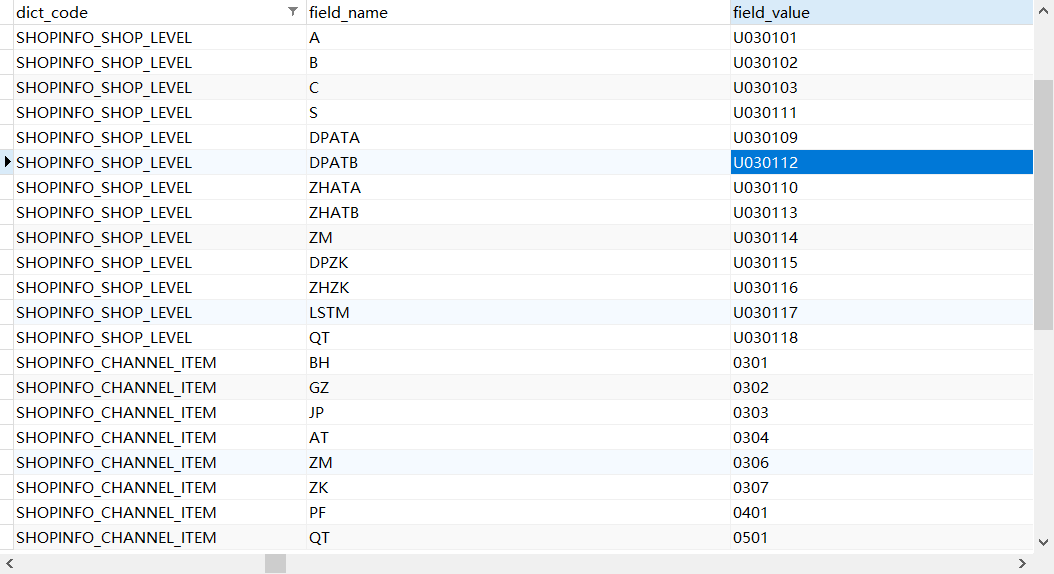 dict_code field_name field_value
SHOPINFO_SHOP_LEVEL A U030101
SHOPINFO_SHOP_LEVEL B U030102
SHOPINFO_SHOP_LEVEL C U030103
SHOPINFO_SHOP_LEVEL S U030111
SHOPINFO_SHOP_LEVEL DPATA U030109
SHOPINFO_SHOP_LEVEL DPATB U030112
SHOPINFO_SHOP_LEVEL ZHATA U030110
SHOPINFO_SHOP_LEVEL ZHATB U030113
SHOPINFO_SHOP_LEVEL ZM U030114
SHOPINFO_SHOP_LEVEL DPZK U030115
SHOPINFO_SHOP_LEVEL ZHZK U030116
SHOPINFO_SHOP_LEVEL LSTM U030117
SHOPINFO_SHOP_LEVEL QT U030118
SHOPINFO_CHANNEL_ITEM BH 0301
SHOPINFO_CHANNEL_ITEM GZ 0302
SHOPINFO_CHANNEL_ITEM JP 0303
SHOPINFO_CHANNEL_ITEM AT 0304
SHOPINFO_CHANNEL_ITEM ZM 0306
SHOPINFO_CHANNEL_ITEM ZK 0307
SHOPINFO_CHANNEL_ITEM PF 0401
SHOPINFO_CHANNEL_ITEM QT 0501